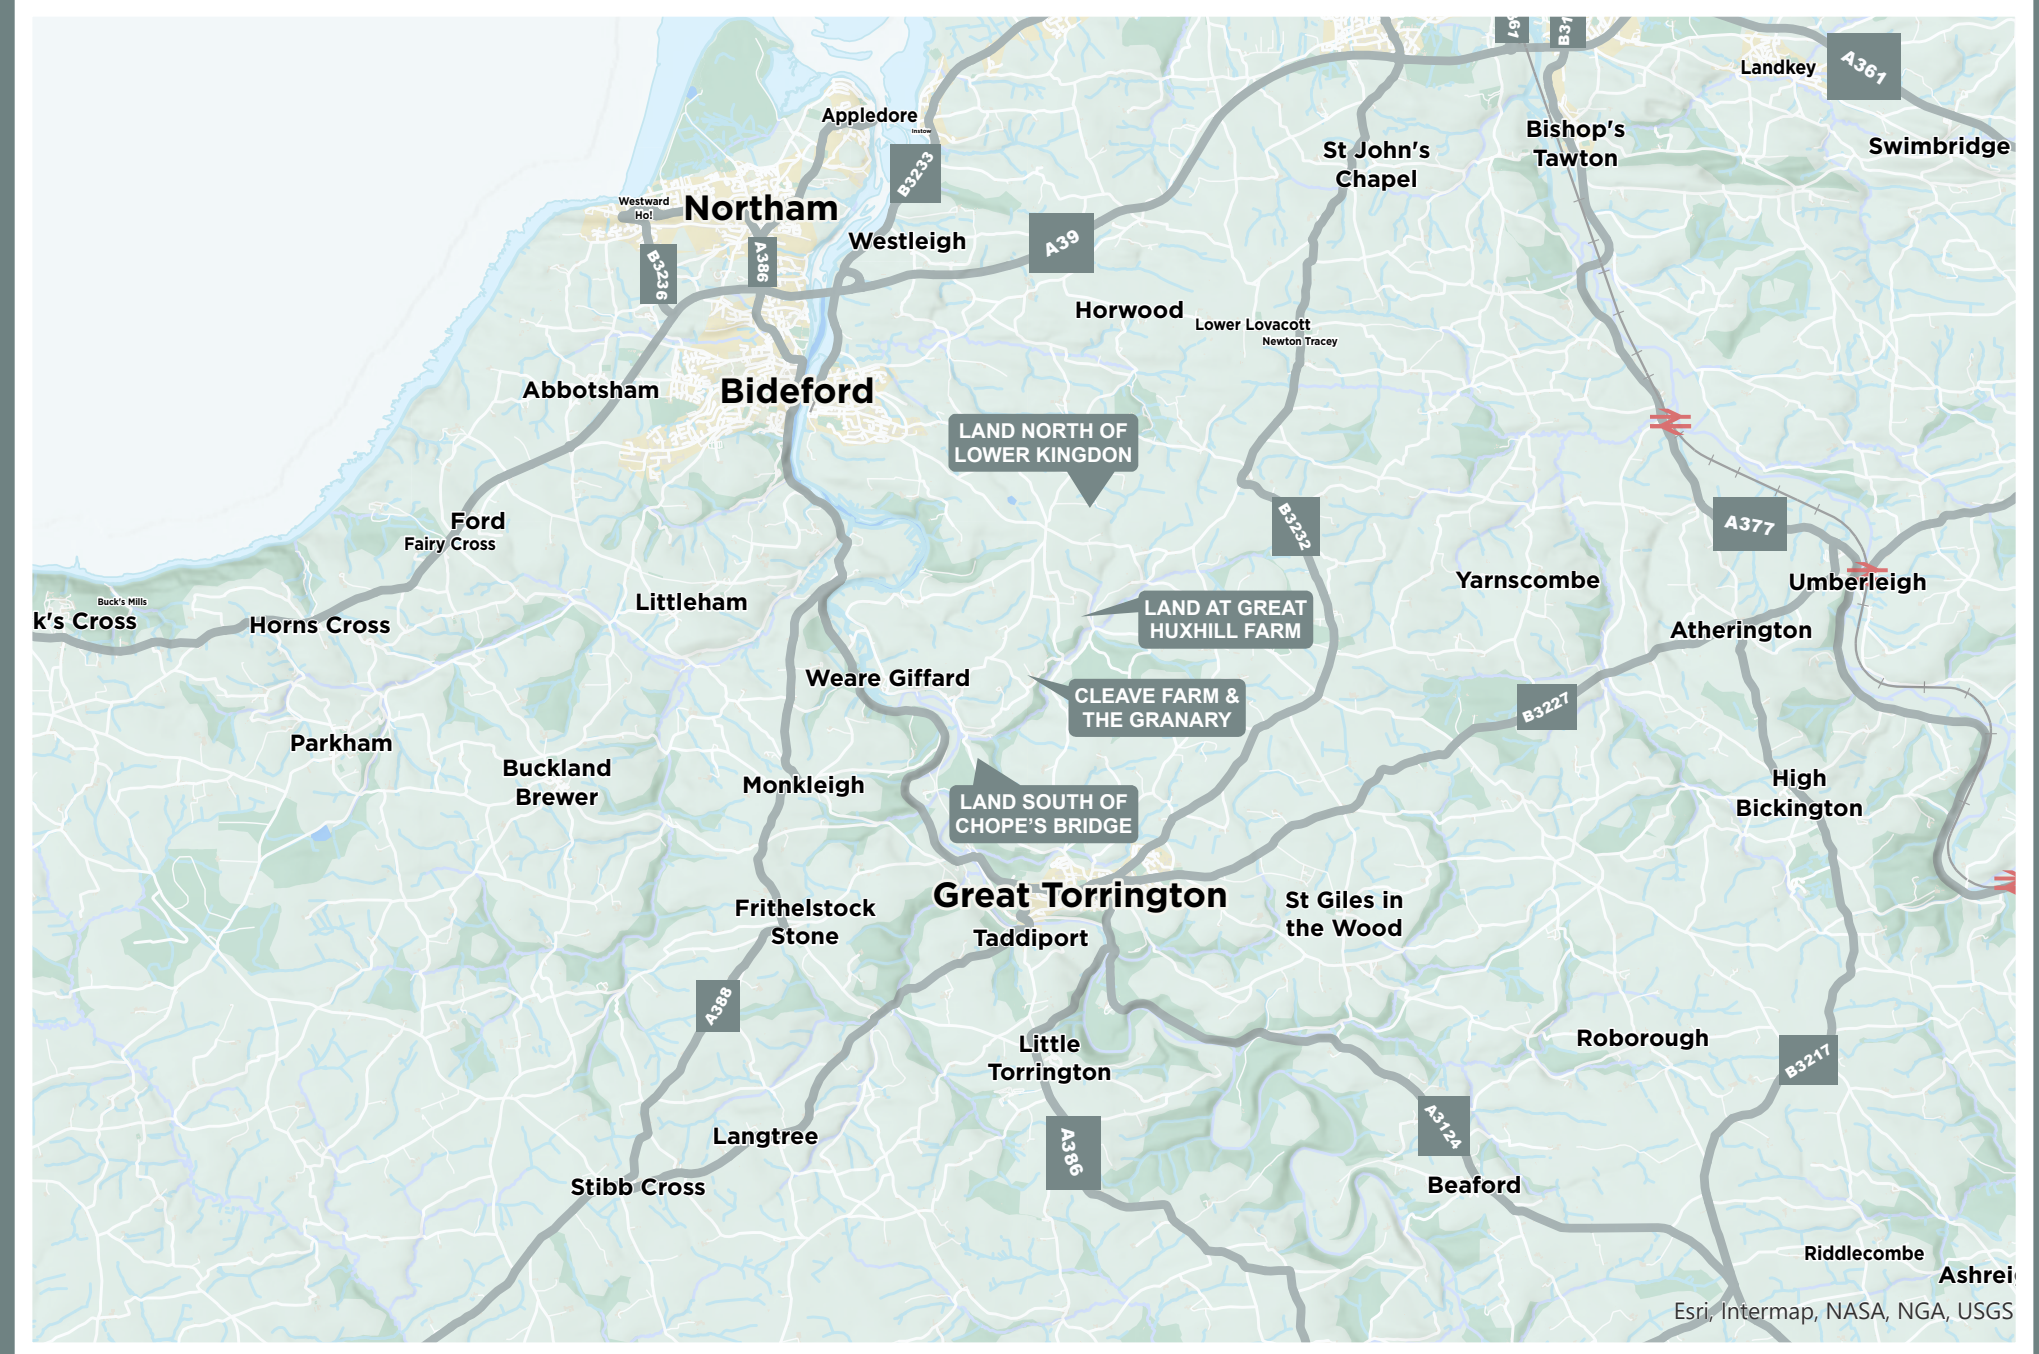 A361
Landkey
Appledore
Instow
Bishop's
Tawton
Swimbridge
St John's
Chapel
B3233
Westward
Ho!
Northam
Westleigh
A39
B3236
A386
Horwood
Lower Lovacott
Newton Tracey
Abbotsham
Bideford
LAND NORTH OF
LOWER KINGDON
Ford
Fairy Cross
B3232
A377
Yarnscombe
Umberleigh
Buck's Mills
k's Cross
Horns Cross
Littleham
LAND AT GREAT
HUXHILL FARM
Atherington
Weare Giffard
CLEAVE FARM &
THE GRANARY
B3227
Parkham
Buckland
Brewer
Monkleigh
LAND SOUTH OF
CHOPE'S BRIDGE
High
Bickington
Great Torrington
Frithelstock
Stone
Taddiport
St Giles in
the Wood
A388
Little
Torrington
Roborough
B3217
Langtree
A386
A3124
Stibb Cross
Beaford
Riddlecombe
Ashrei
Esri, Intermap, NASA, NGA, USGS